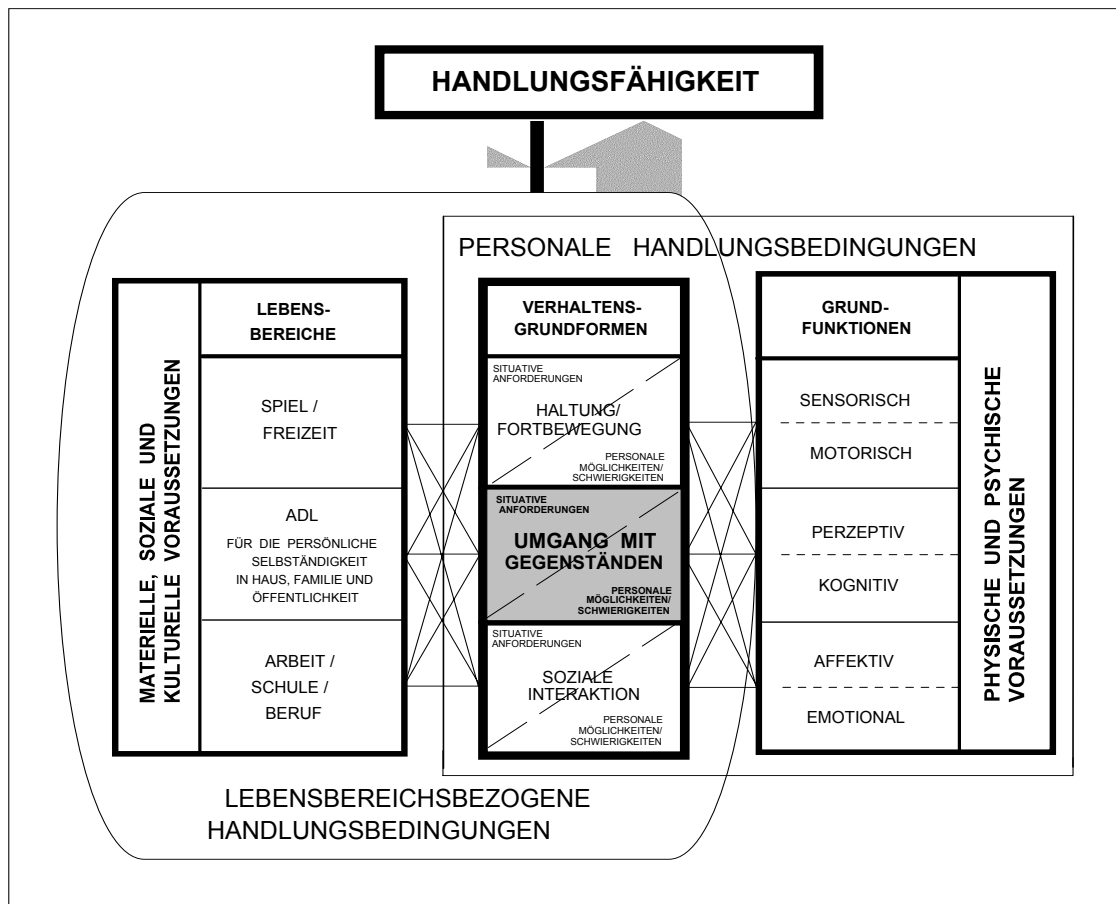 HANDLUNGSFÄHIGKEIT
PERSONALE HANDLUNGSBEDINGUNGEN
MATERIELLE, SOZIALE UND
KULTURELLE VORAUSSETZUNGEN
LEBENS-
BEREICHE
SPIEL /
FREIZEIT
ADL
FÜR DIE PERSÖNLICHE
SELBSTÄNDIGKEIT
IN HAUS, FAMILIE UND
ÖFFENTLICHKEIT
ARBEIT /
SCHULE /
BERUF
VERHALTENS-
GRUNDFORMEN
SITUATIVE
ANFORDERUNGEN
HALTUNG/
FORTBEWEGUNG
PERSONALE
MÖGLICHKEITEN/
SCHWIERIGKEITEN
SITUATIVE
ANFORDERUNGEN
UMGANG MIT
GEGENSTÄNDEN
PERSONALE
MÖGLICHKEITEN/
SCHWIERIGKEITEN
SITUATIVE
ANFORDERUNGEN
SOZIALE
INTERAKTION
PERSONALE
MÖGLICHKEITEN/
SCHWIERIGKEITEN
GRUND-
FUNKTIONEN
SENSORISCH
MOTORISCH
PERZEPTIV
KOGNITIV
AFFEKTIV
EMOTIONAL
PHYSISCHE UND PSYCHISCHE
VORAUSSETZUNGEN
LEBENSBEREICHSBEZOGENE
HANDLUNGSBEDINGUNGEN